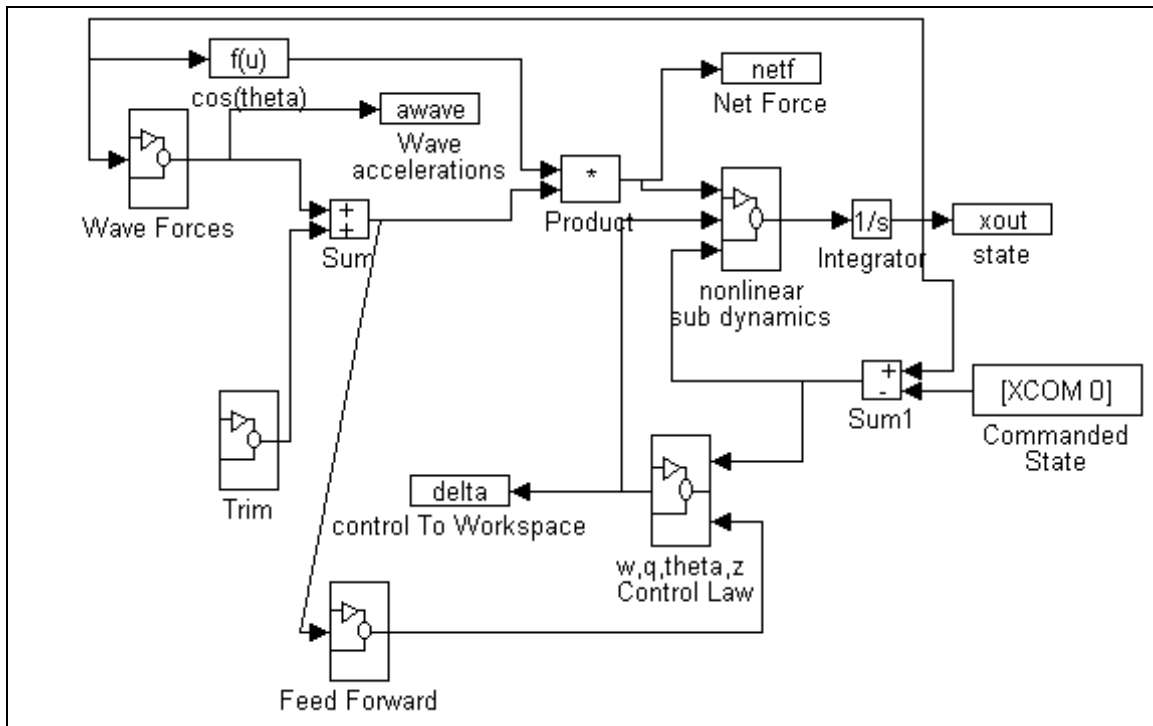 f(u)
cos(theta)
netf
Net Force
awave
Wave
accelerations
Wave Forces
+
+
Sum
*
Product
nonlinear
sub dynamics
1/s
Integrator
xout
state
+
-
Sum1
[XCOM 0]
Commanded
State
Trim
delta
control To Workspace
w,q,theta,z
Control Law
Feed Forward